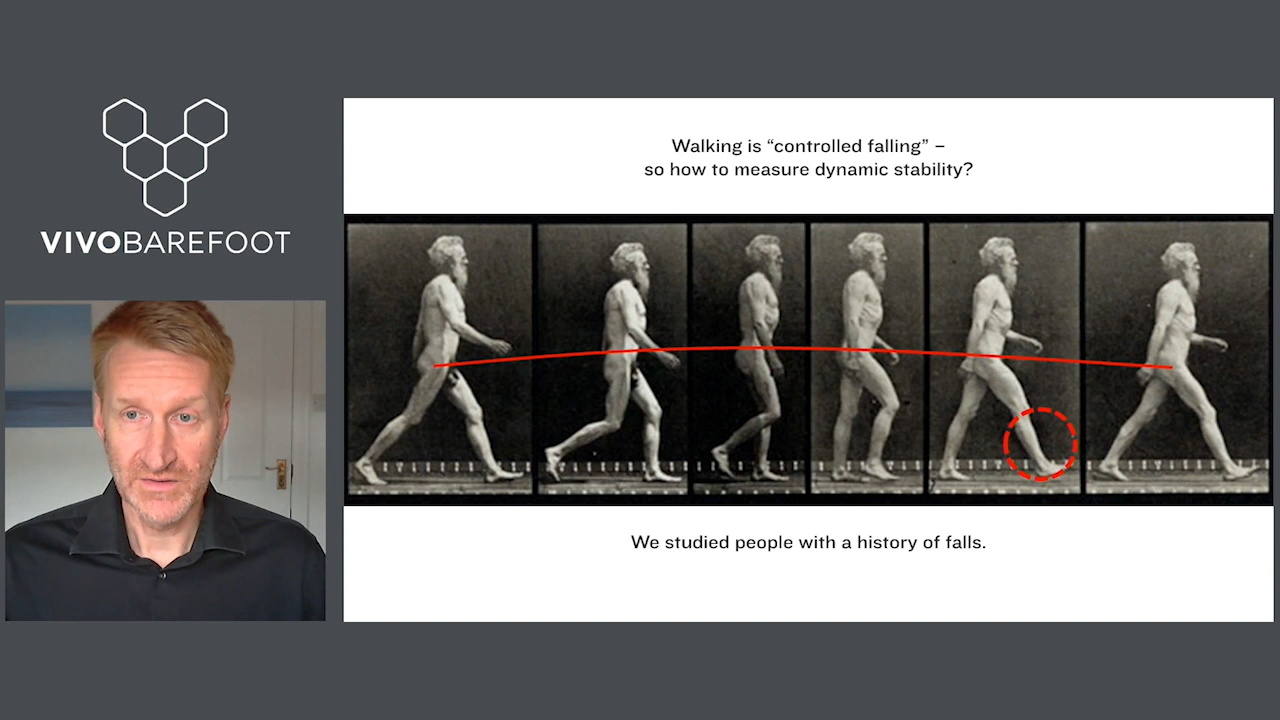 VIVOBAREFOOT
Walking is “controlled falling” –
so how to measure dynamic stability?
We studied people with a history of falls.